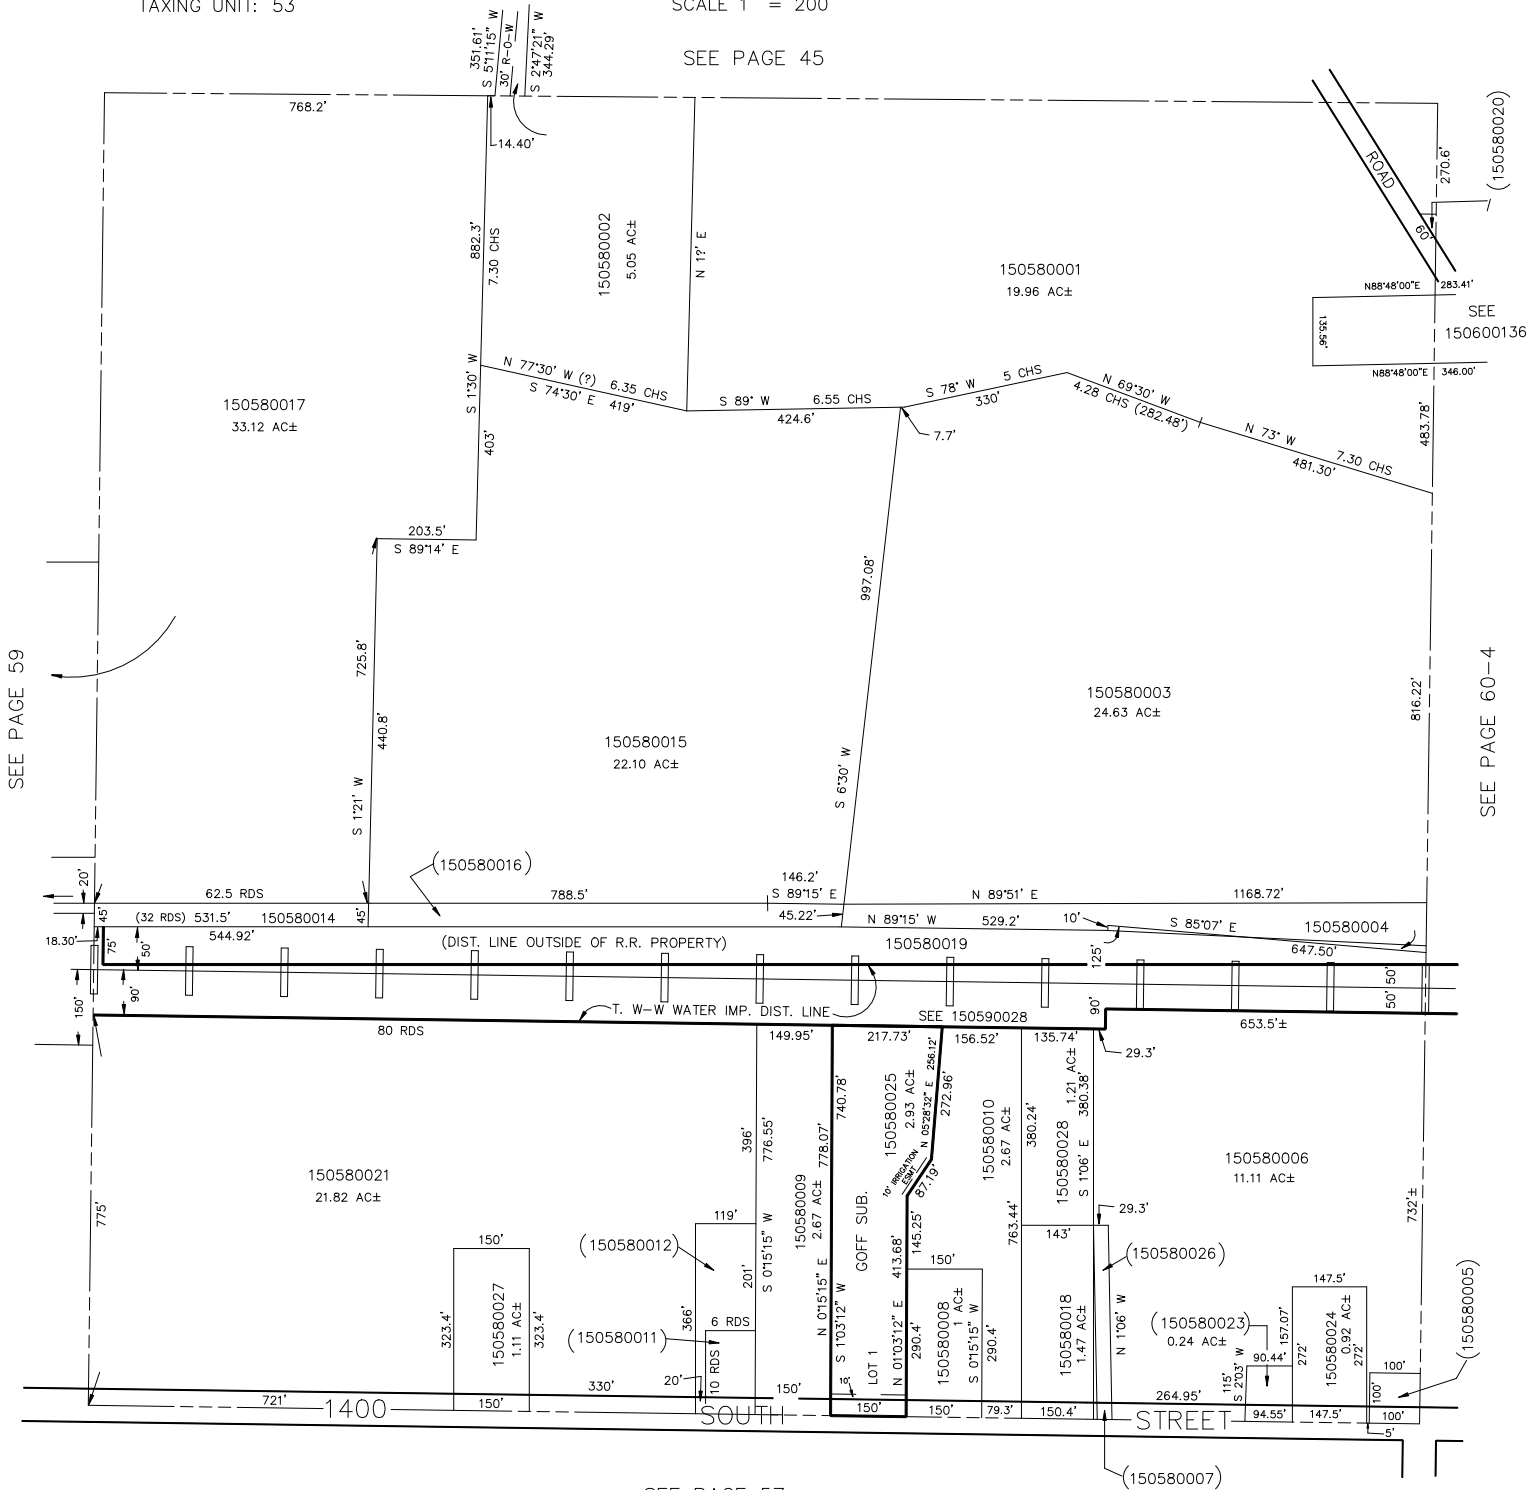 TAXING UNIT: 53
SCALE 1 = 200
SEE PAGE 45
351.61'
S 5°11'15" W
30' R-O-W
S 2°47'21" W
344.29'
768.2'
14.40'
882.3'
7.30 CHS
150580002
5.05 AC±
N 1?' E
150580001
19.96 AC±
ROAD
60'
270.6'
(150580020)
N88°48'00"E 283.41'
135.56'
SEE
150600136
N88°48'00"E 346.00'
483.78'
150580017
33.12 AC±
S 1°30' W
403'
N 77°30' W (?) 6.35 CHS
S 74°30' E 419'
S 89° W 6.55 CHS
424.6'
S 78° W 5 CHS
330'
N 69°30' W
4.28 CHS (282.48')
7.7'
N 73° W 7.30 CHS
481.30'
203.5'
S 89°14' E
997.08'
725.8'
440.8'
S 1°21' W
150580015
22.10 AC±
S 6°30' W
150580003
24.63 AC±
816.22'
SEE PAGE 59
SEE PAGE 60-4
(150580016)
20'
62.5 RDS
788.5'
146.2'
S 89°15' E
N 89°51' E
1168.72'
45'
(32 RDS) 531.5' 150580014
45'
45.22'
N 89°15' W 529.2'
10'
S 85°07' E
150580004
18.30'
75'
544.92'
50'
(DIST. LINE OUTSIDE OF R.R. PROPERTY)
150580019
125'
647.50'
50'
50'
150'
90'
T. W-W WATER IMP. DIST. LINE
SEE 150590028
90'
80 RDS
149.95'
217.73'
156.52'
135.74'
29.3'
653.5'±
775'
150580021
21.82 AC±
396'
776.55'
S 0°15'15" W
150580009
2.67 AC±
778.07'
N 0°15'15" E
740.78'
S 1°03'12" W
150580025
2.93 AC±
N 05°28'32" E 256.12'
272.96'
10' IRRIGATION
ESMT
87.19'
GOFF SUB.
LOT 1
145.25'
413.68'
N 01°03'12" E
290.4'
150580010
2.67 AC±
380.24'
763.44'
150580028
1.21 AC±
S 1°06' E 380.38'
150580006
11.11 AC±
732'±
119'
(150580012)
201'
366'
6 RDS
(150580011)
10 RDS
20'
150'
323.4'
150580027
1.11 AC±
323.4'
150'
150580008
1 AC±
S 0°15'15" W
290.4'
143'
29.3'
(150580026)
150580018
1.47 AC±
N 1°06' W
(150580023)
0.24 AC±
90.44'
115'
S 2°03' W
157.07'
147.5'
272'
150580024
0.92 AC±
272'
100'
100'
(150580005)
721'
1400
150'
330'
SOUTH
150'
10'
150'
150'
79.3'
150.4'
STREET
264.95'
94.55'
147.5'
100'
5'
(150580007)